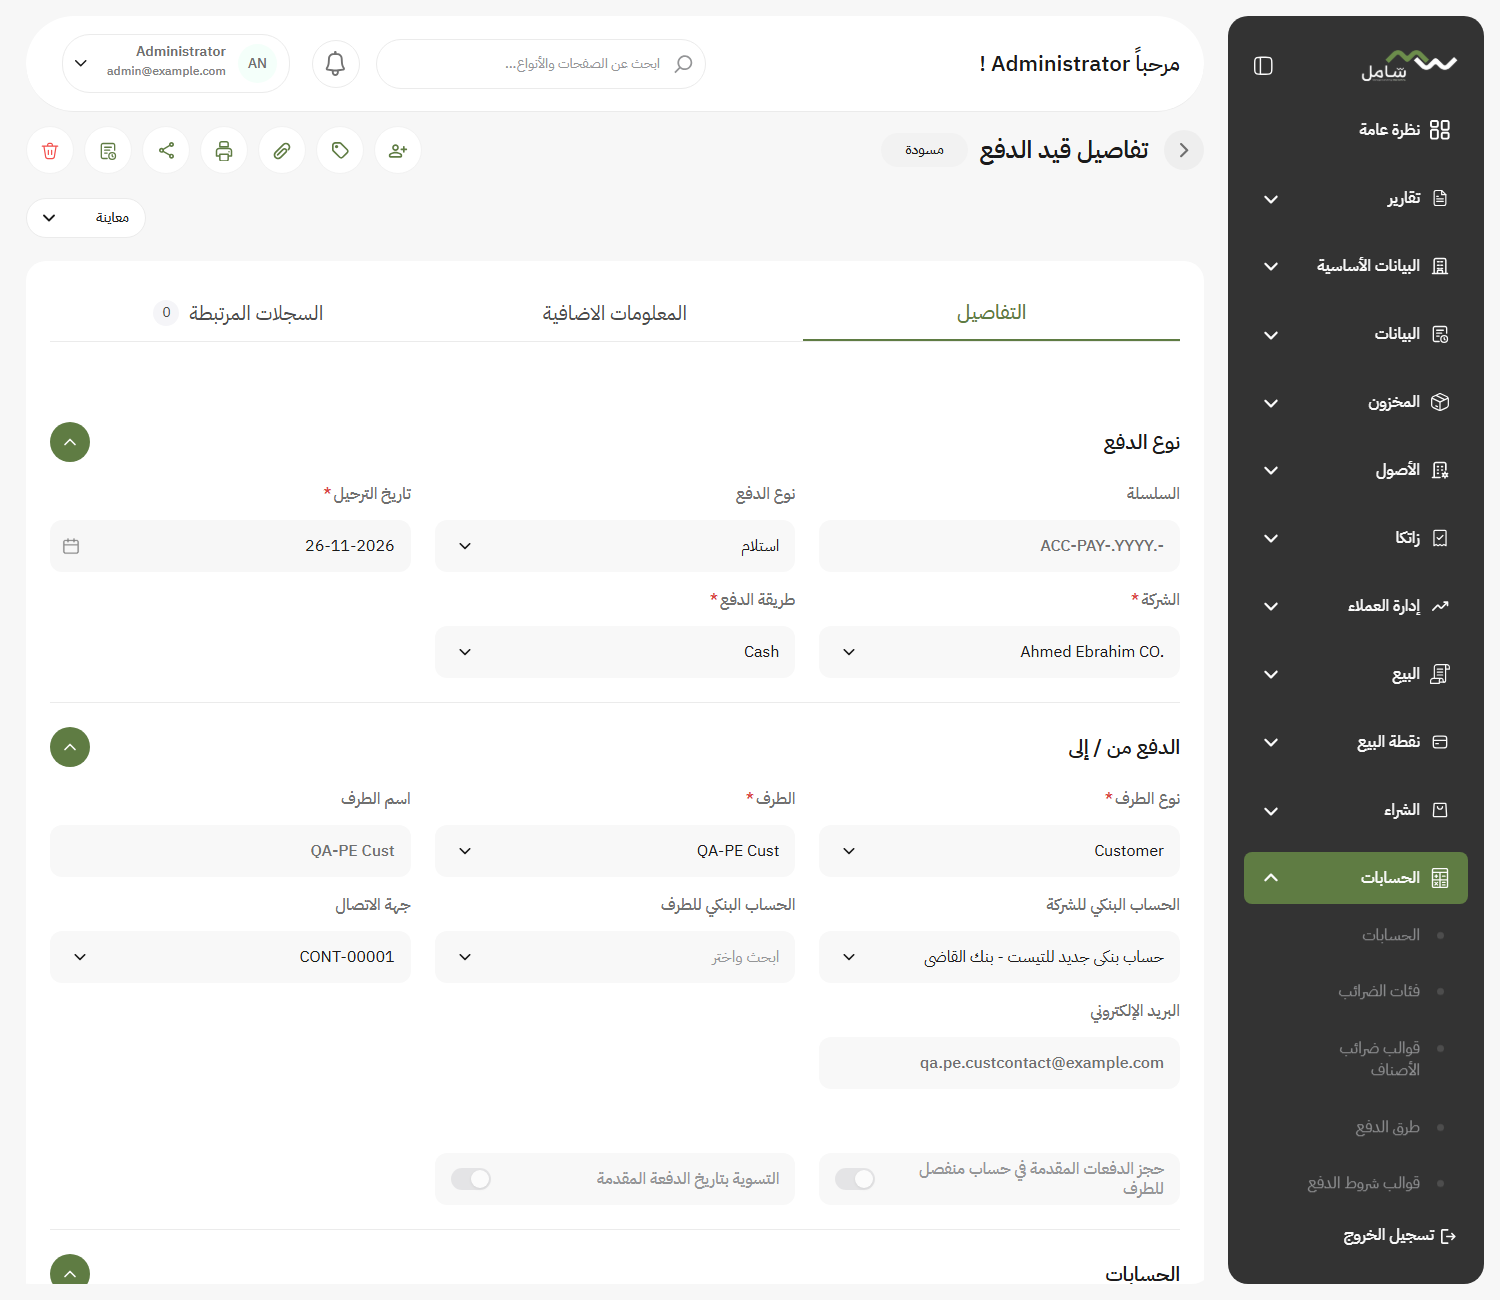 شامل
نظرة عامة
تقارير
البيانات الأساسية
البيانات
المخزون
الأصول
زاتكا
إدارة العملاء
البيع
نقطة البيع
الشراء
الحسابات
الحسابات
فئات الضرائب
قوالب ضرائب
الأصناف
طرق الدفع
قوالب شروط الدفع
تسجيل الخروج
مرحباً Administrator !
ابحث عن الصفحات والأنواع...
AN
Administrator
admin@example.com
تفاصيل قيد الدفع
مسودة
معاينة
التفاصيل
المعلومات الاضافية
السجلات المرتبطة 0
نوع الدفع
السلسلة
نوع الدفع
تاريخ الترحيل *
ACC-PAY-.YYYY.-
استلام
26-11-2026
الشركة *
طريقة الدفع *
Ahmed Ebrahim CO.
Cash
الدفع من / إلى
نوع الطرف *
الطرف *
اسم الطرف
Customer
QA-PE Cust
QA-PE Cust
الحساب البنكي للشركة
الحساب البنكي للطرف
جهة الاتصال
حساب بنكى جديد للتيست - بنك القاضى
ابحث واختر
CONT-00001
البريد الإلكتروني
qa.pe.custcontact@example.com
حجز الدفعات المقدمة في حساب منفصل
للطرف
التسوية بتاريخ الدفعة المقدمة
الحسابات